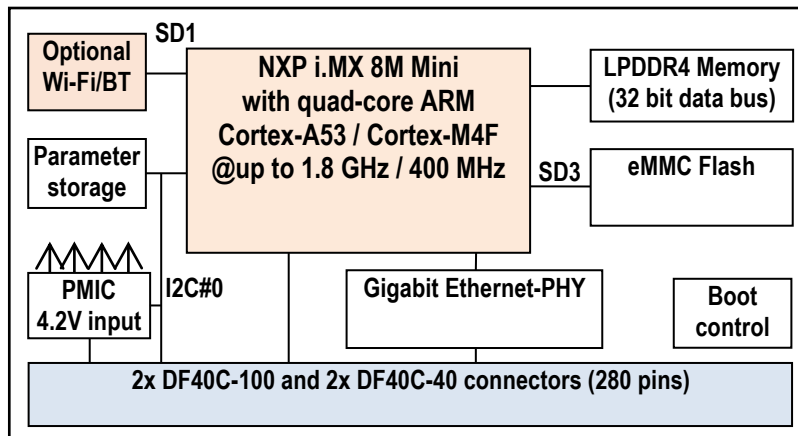 Optional
Wi-Fi/BT
SD1
NXP i.MX 8M Mini
with quad-core ARM
Cortex-A53 / Cortex-M4F
@up to 1.8 GHz / 400 MHz
LPDDR4 Memory
(32 bit data bus)
Parameter
storage
SD3
eMMC Flash
PMIC
4.2V input
I2C#0
Gigabit Ethernet-PHY
Boot
control
2x DF40C-100 and 2x DF40C-40 connectors (280 pins)